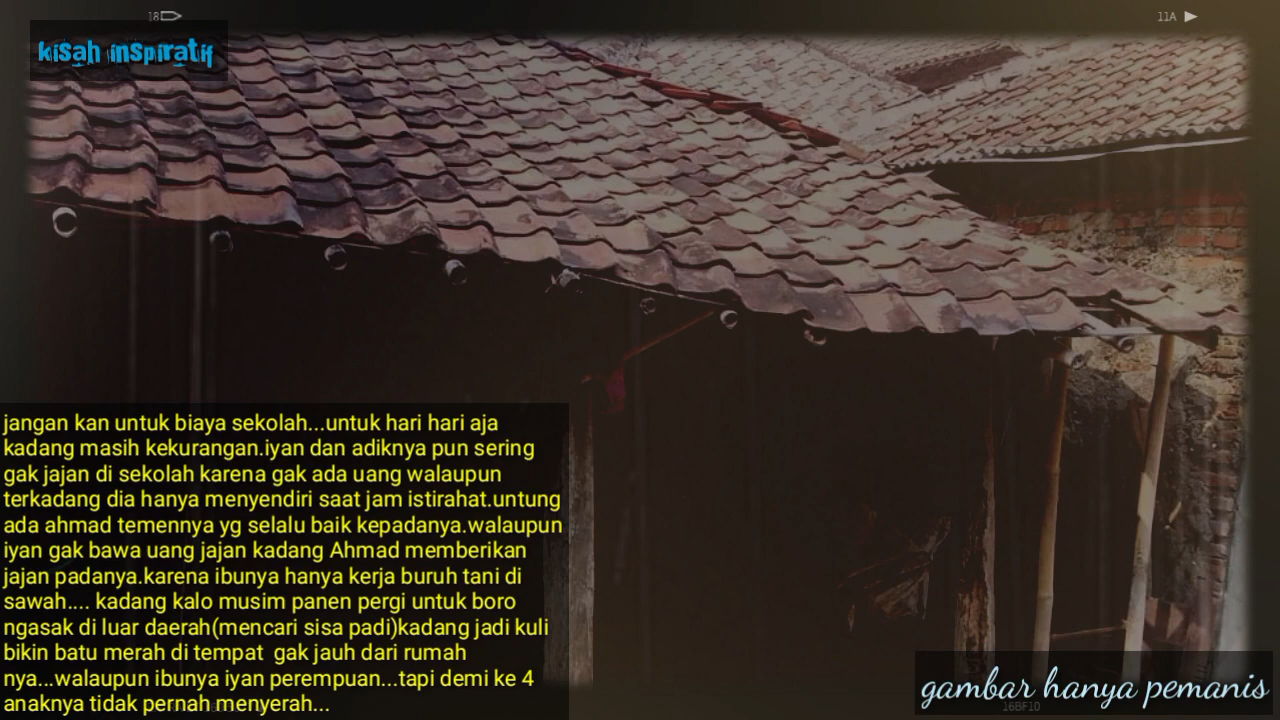 18
11A
kisah inspiratif
jangan kan untuk biaya sekolah...untuk hari hari aja
kadang masih kekurangan.iyan dan adiknya pun sering
gak jajan di sekolah karena gak ada uang walaupun
terkadang dia hanya menyendiri saat jam istirahat.untung
ada ahmad temennya yg selalu baik kepadanya.walaupun
iyan gak bawa uang jajan kadang Ahmad memberikan
jajan padanya.karena ibunya hanya kerja buruh tani di
sawah.... kadang kalo musim panen pergi untuk boro
ngasak di luar daerah(mencari sisa padi)kadang jadi kuli
bikin batu merah di tempat  gak jauh dari rumah
nya...walaupun ibunya iyan perempuan...tapi demi ke 4
anaknya tidak pernah menyerah...
gambar hanya pemanis
16BF10